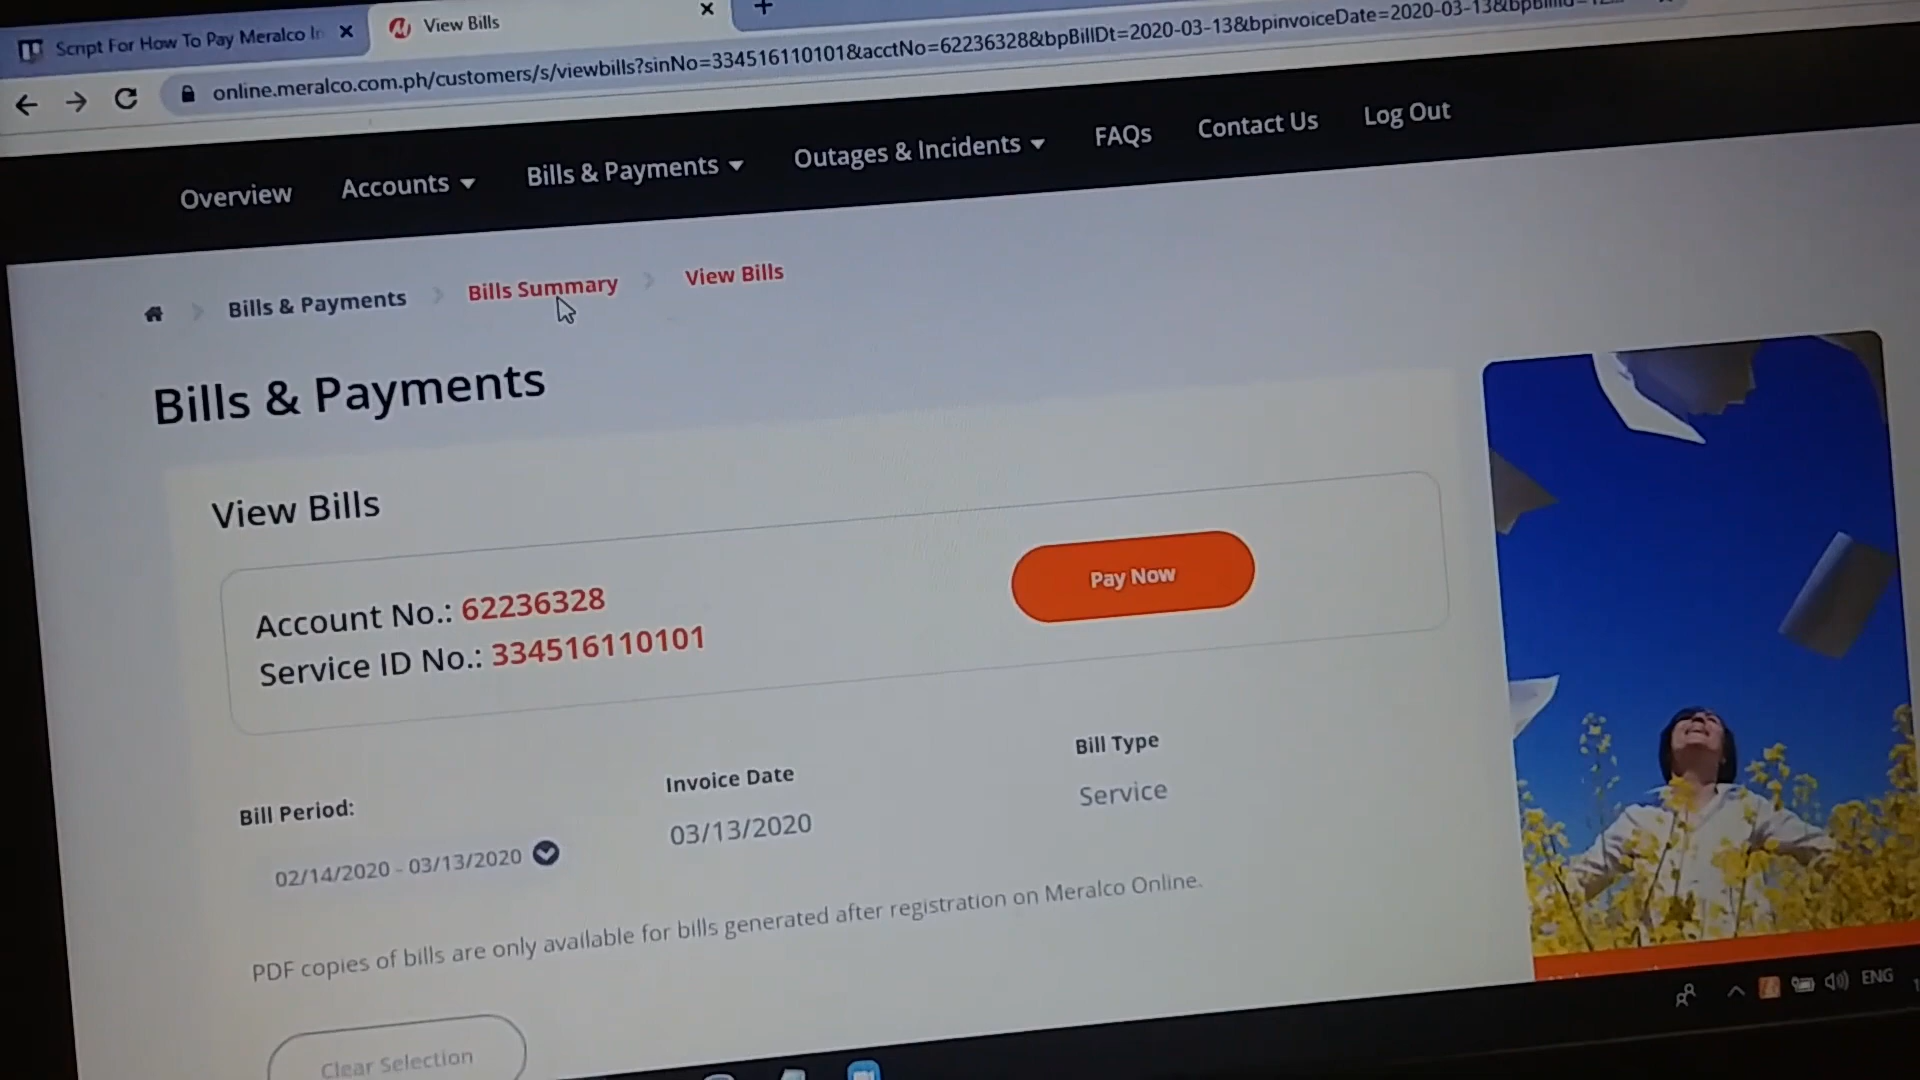 Script For How To Pay Meralco In
View Bills
online.meralco.com.ph/customers/s/viewbills?sinNo=334516110101&acctNo=62236328&bpBillDt=2020-03-13&bpinvoiceDate=2020-03-13&bpBillId=12...
Overview
Accounts
Bills & Payments
Outages & Incidents
FAQs
Contact Us
Log Out
Bills & Payments
Bills Summary
View Bills
Bills & Payments
View Bills
Account No.: 62236328
Service ID No.: 334516110101
Pay Now
Bill Period:
02/14/2020 - 03/13/2020
Invoice Date
03/13/2020
Bill Type
Service
PDF copies of bills are only available for bills generated after registration on Meralco Online.
Clear Selection
ENG